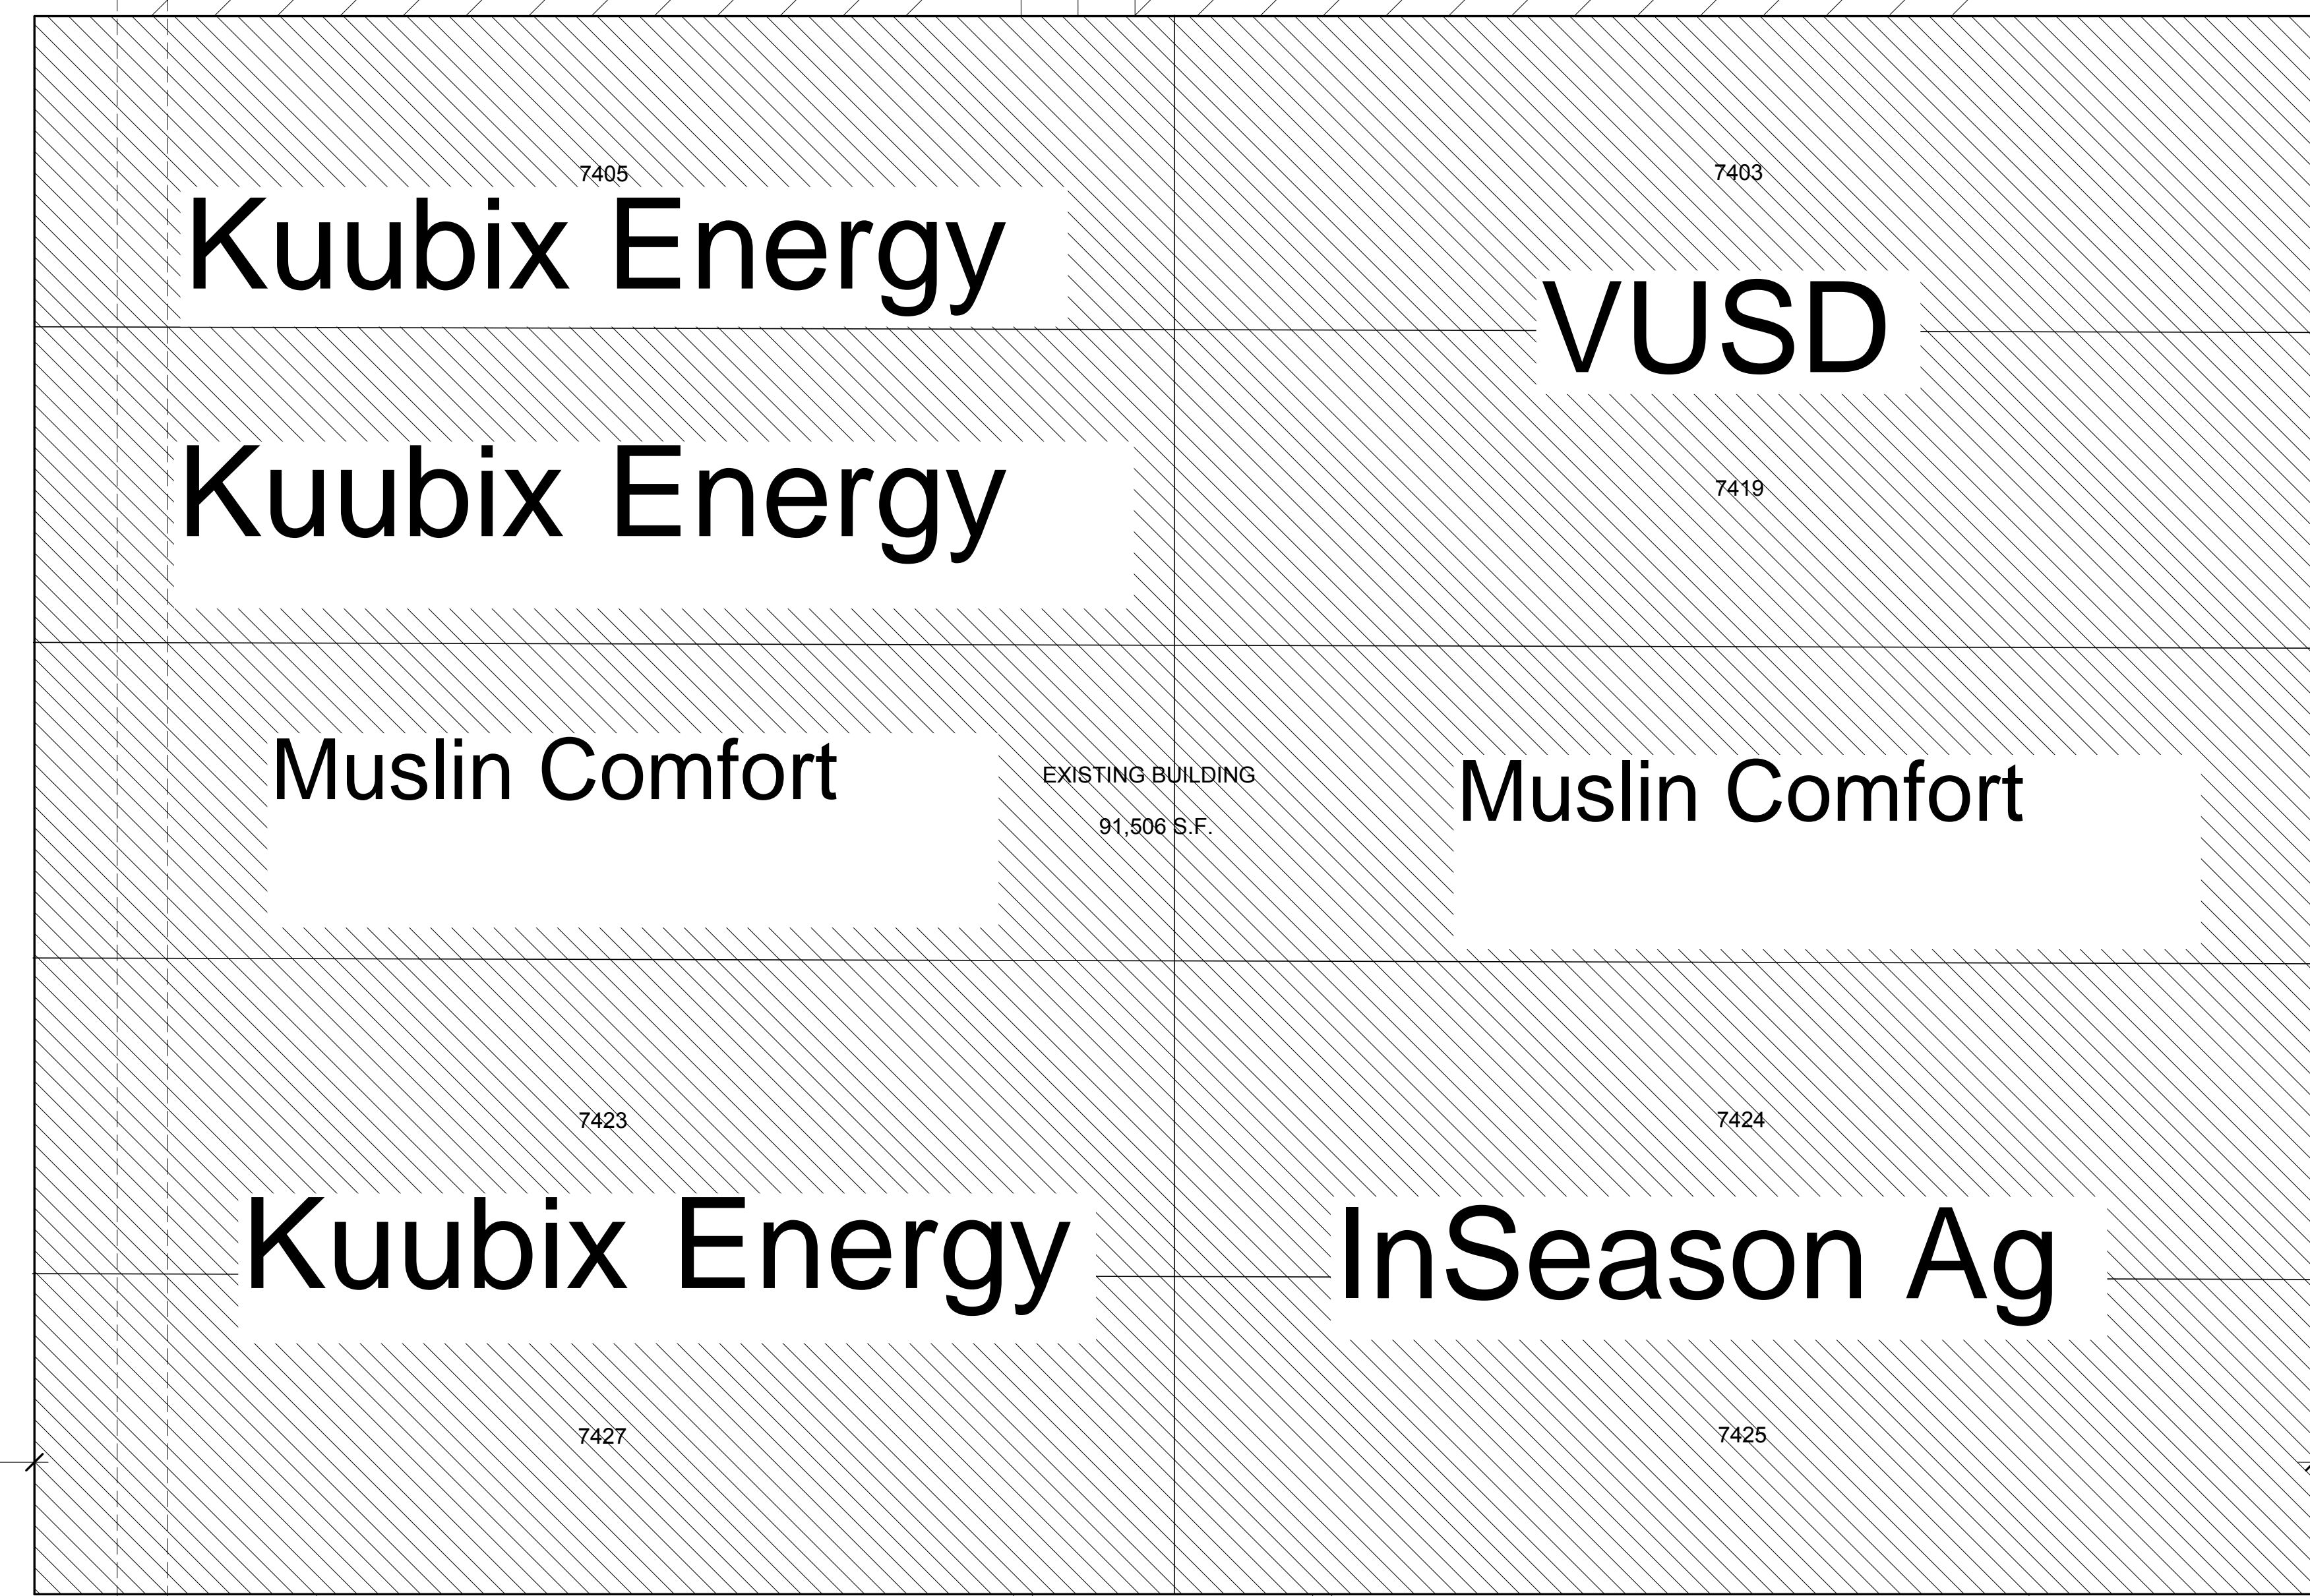 7405
7403
Kuubix Energy
VUSD
Kuubix Energy
7419
Muslin Comfort
EXISTING BUILDING
91,506 S.F.
Muslin Comfort
7423
7424
Kuubix Energy
InSeason Ag
7427
7425